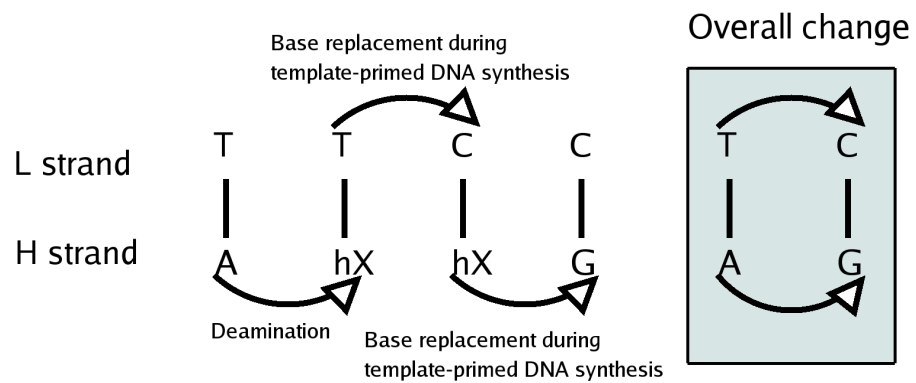 Overall change
Base replacement during
template-primed DNA synthesis
L strand
T T C C T C
H strand
A hX hX G A G
Deamination
Base replacement during
template-primed DNA synthesis